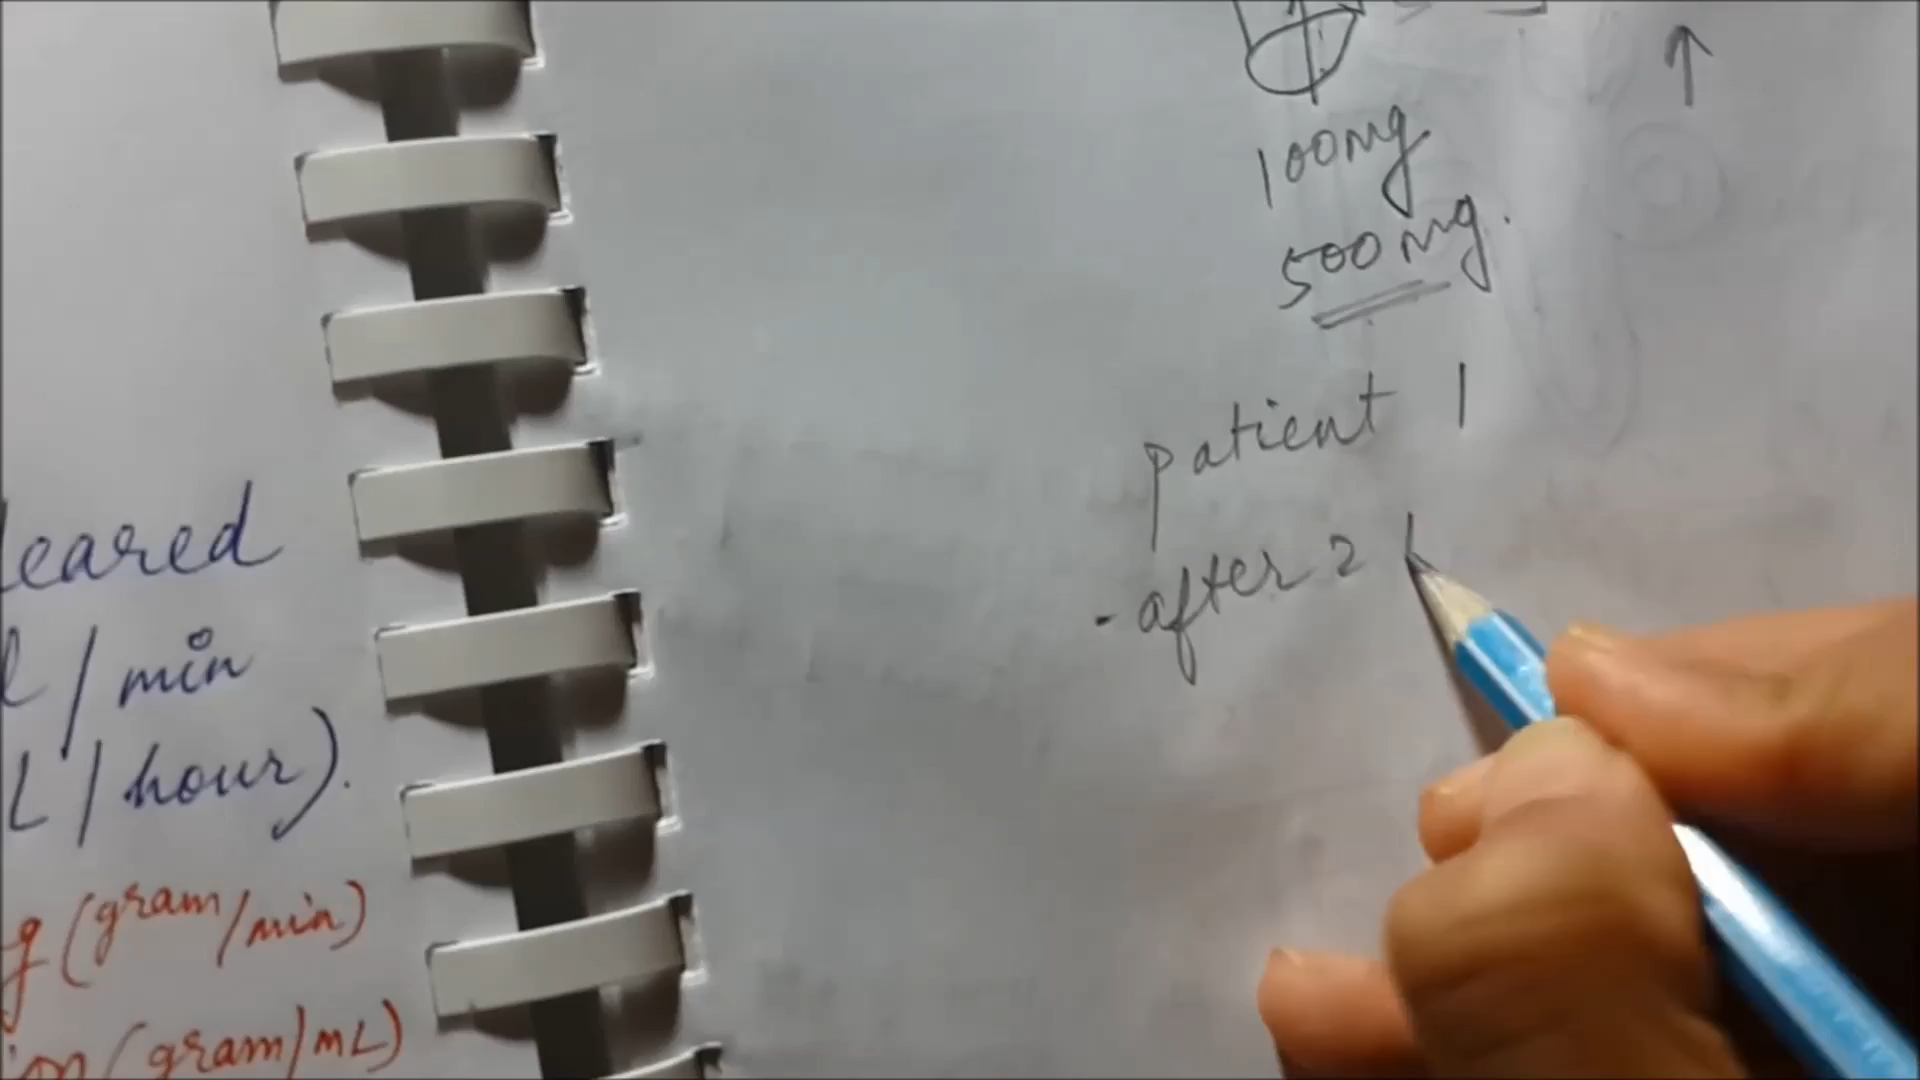 leared
/min
L/hour).
(gram/min)
(gram/mL)
100mg
500mg.
patient 1
- after 2